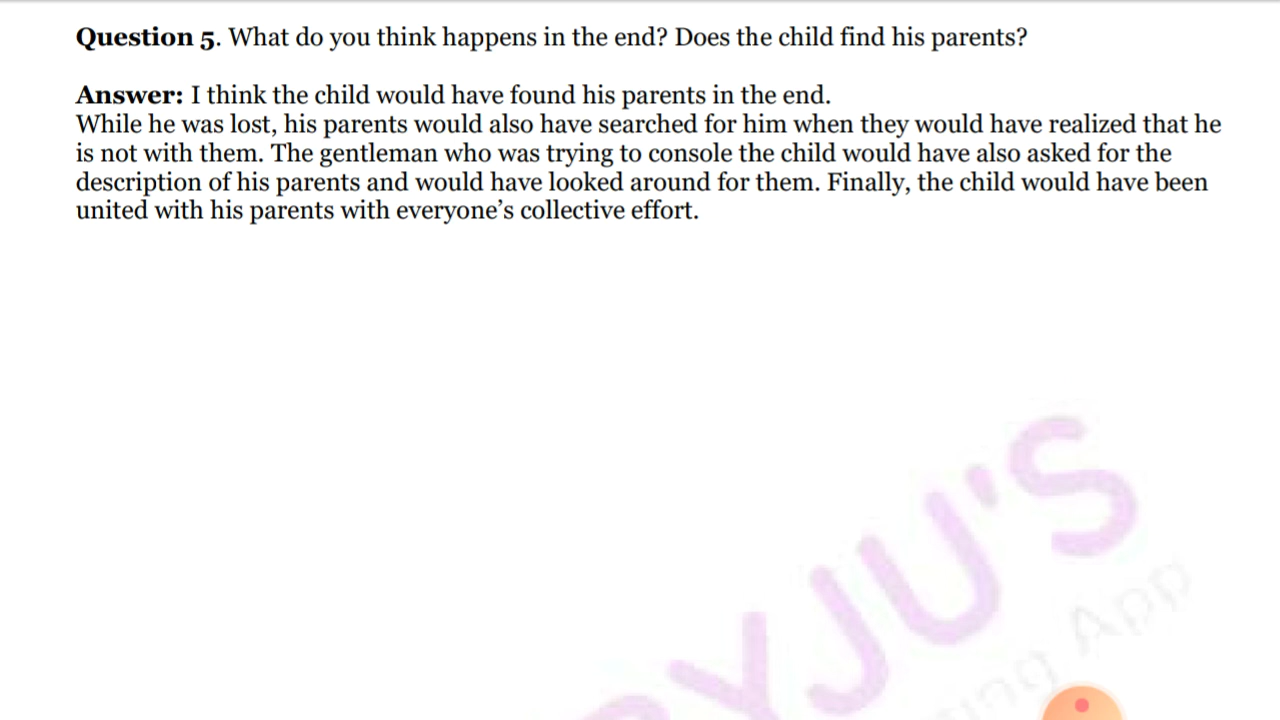 Question 5. What do you think happens in the end? Does the child find his parents?
Answer: I think the child would have found his parents in the end.
While he was lost, his parents would also have searched for him when they would have realized that he
is not with them. The gentleman who was trying to console the child would have also asked for the
description of his parents and would have looked around for them. Finally, the child would have been
united with his parents with everyone’s collective effort.
YJU'S
App